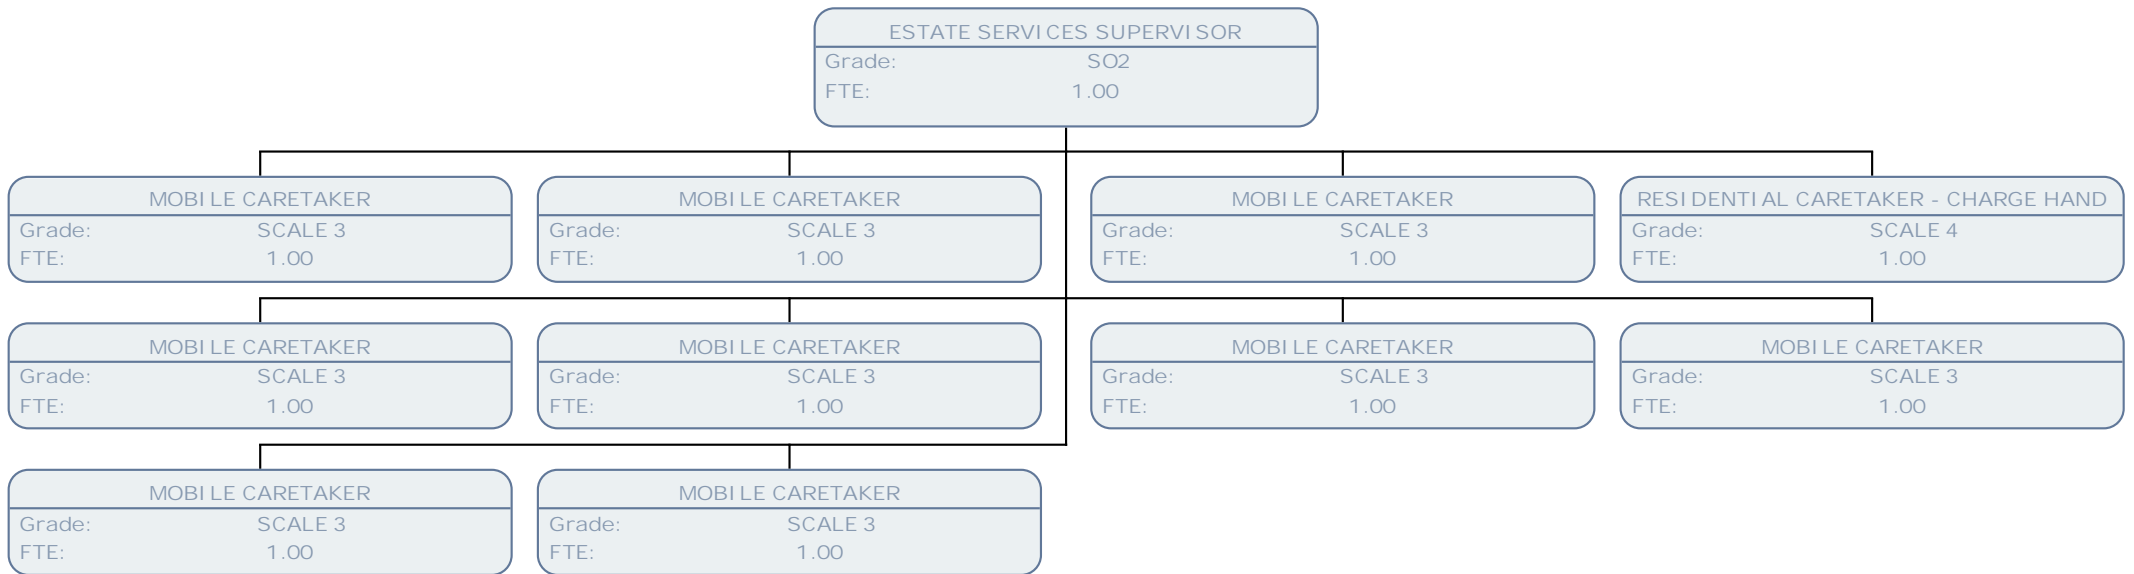 ESTATE SERVICES SUPERVISOR
Grade: SO2
FTE: 1.00
MOBILE CARETAKER
Grade: SCALE 3
FTE: 1.00
MOBILE CARETAKER
Grade: SCALE 3
FTE: 1.00
MOBILE CARETAKER
Grade: SCALE 3
FTE: 1.00
RESIDENTIAL CARETAKER - CHARGE HAND
Grade: SCALE 4
FTE: 1.00
MOBILE CARETAKER
Grade: SCALE 3
FTE: 1.00
MOBILE CARETAKER
Grade: SCALE 3
FTE: 1.00
MOBILE CARETAKER
Grade: SCALE 3
FTE: 1.00
MOBILE CARETAKER
Grade: SCALE 3
FTE: 1.00
MOBILE CARETAKER
Grade: SCALE 3
FTE: 1.00
MOBILE CARETAKER
Grade: SCALE 3
FTE: 1.00